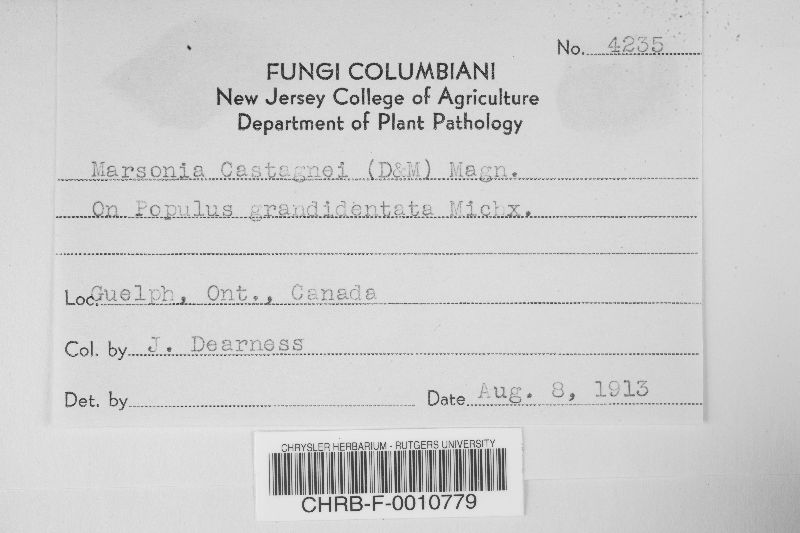 No. 4235
FUNGI COLUMBIANI
New Jersey College of Agriculture
Department of Plant Pathology
Marsonia Castagnei (D&M) Magn.
On Populus grandidentata Michx.
Loc. Guelph, Ont., Canada
Col. by J. Dearness
Det. by
Date Aug. 8, 1913
CHRYSLER HERBARIUM - RUTGERS UNIVERSITY
CHRB-F-0010779